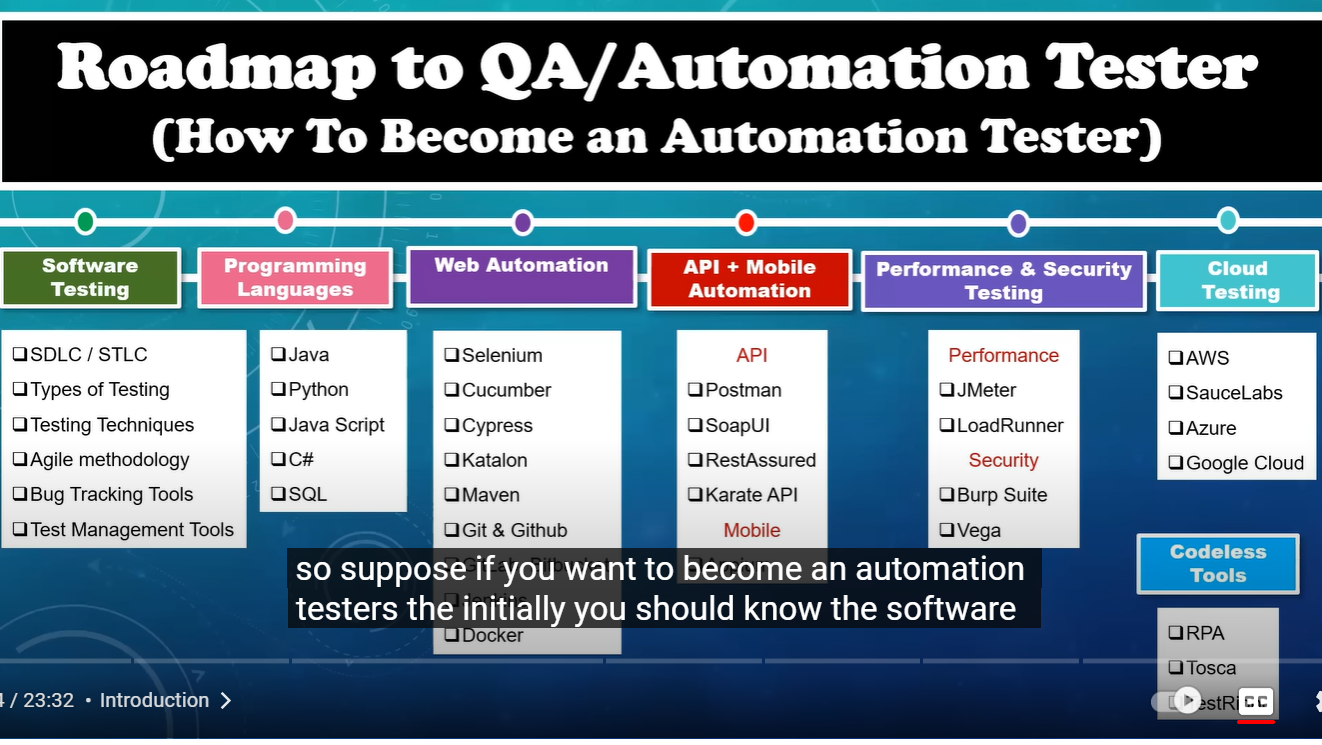 Roadmap to QA/Automation Tester
(How To Become an Automation Tester)
Software
Testing
SDLC / STLC
Types of Testing
Testing Techniques
Agile methodology
Bug Tracking Tools
Test Management Tools
Programming
Languages
Java
Python
Java Script
C#
SQL
Web Automation
Selenium
Cucumber
Cypress
Katalon
Maven
Git & Github
Docker
API + Mobile
Automation
API
Postman
SoapUI
RestAssured
Karate API
Mobile
Performance & Security
Testing
Performance
JMeter
LoadRunner
Security
Burp Suite
Vega
Cloud
Testing
AWS
SauceLabs
Azure
Google Cloud
Codeless
Tools
RPA
Tosca
so suppose if you want to become an automation
testers the initially you should know the software
4 / 23:32 • Introduction
CC